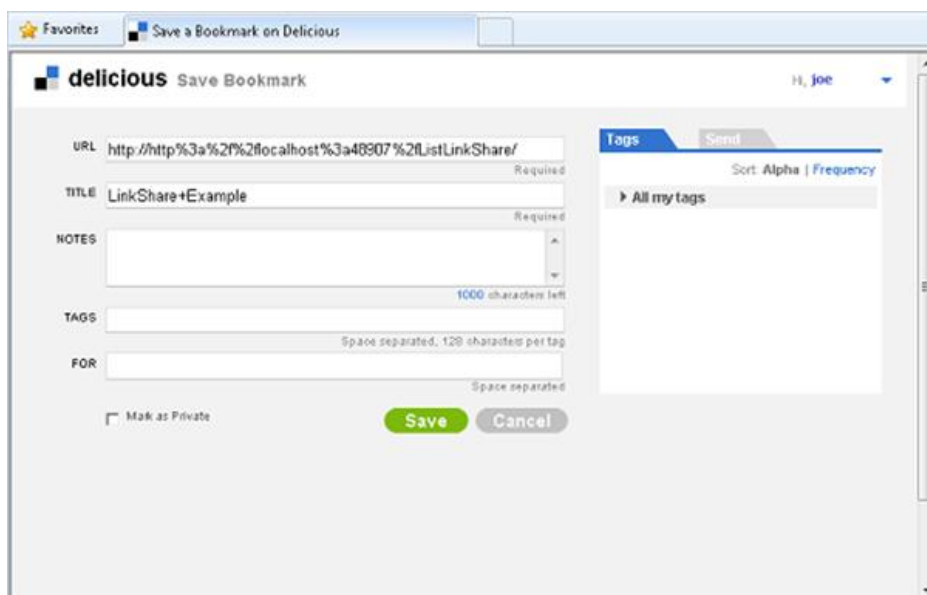 Favorites
Save a Bookmark on Delicious
delicious Save Bookmark
Hi, joe
URL http://http%3a%2f%2flocalhost%3a48907%2fListLinkShare/
Required
TITLE LinkShare+Example
Required
NOTES
1000 characters left
TAGS
Space separated, 128 characters per tag
FOR
Space separated
Mark as Private
Save
Cancel
Tags
Send
Sort: Alpha | Frequency
All my tags